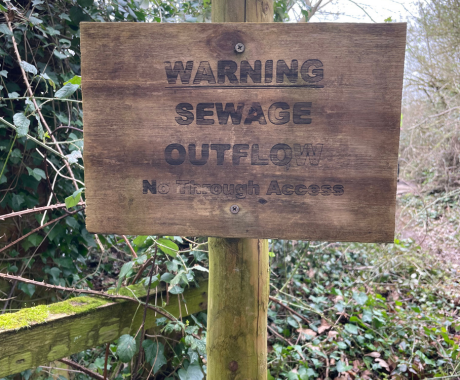 WARNING
SEWAGE
OUTFLOW
No Through Access